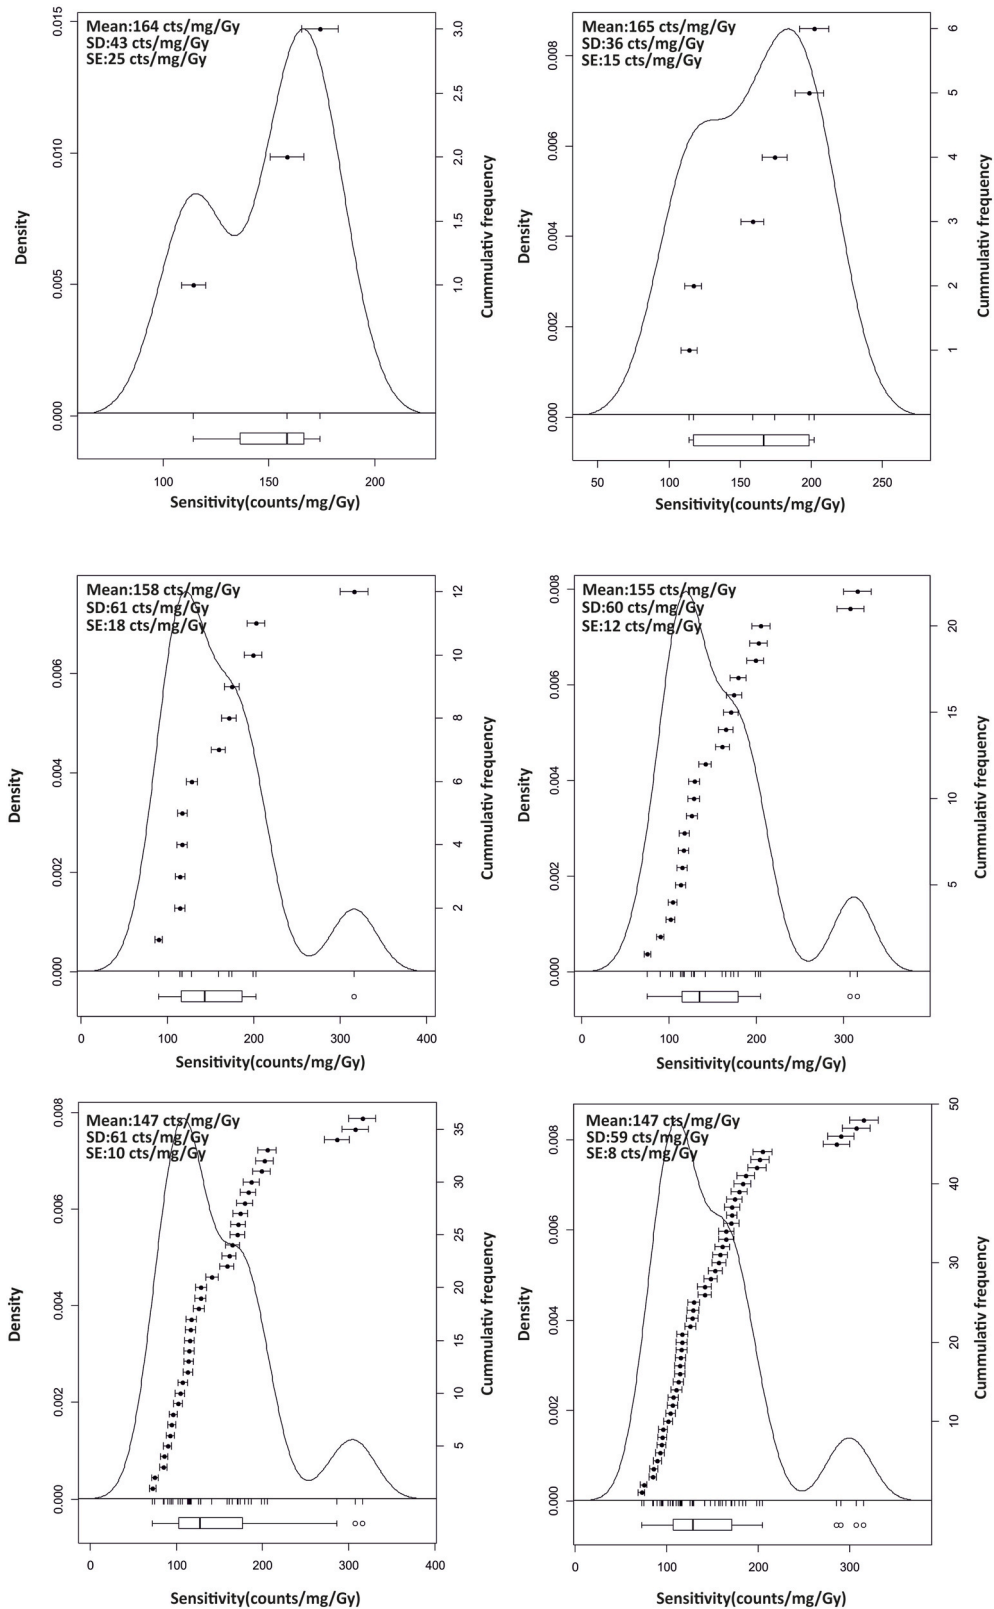 Mean:164 cts/mg/Gy
SD:43 cts/mg/Gy
SE:25 cts/mg/Gy
0.015
0.010
0.005
0.000
Density
3.0
2.5
2.0
1.5
1.0
Cummulativ frequency
100 150 200
Sensitivity(counts/mg/Gy)
Mean:165 cts/mg/Gy
SD:36 cts/mg/Gy
SE:15 cts/mg/Gy
0.008
0.006
0.004
0.002
0.000
Density
6
5
4
3
2
1
Cummulativ frequency
50 100 150 200 250
Sensitivity(counts/mg/Gy)
Mean:158 cts/mg/Gy
SD:61 cts/mg/Gy
SE:18 cts/mg/Gy
0.006
0.004
0.002
0.000
Density
12
10
8
6
4
2
Cummulativ frequency
0 100 200 300 400
Sensitivity(counts/mg/Gy)
Mean:155 cts/mg/Gy
SD:60 cts/mg/Gy
SE:12 cts/mg/Gy
0.008
0.006
0.004
0.002
0.000
Density
20
15
10
5
Cummulativ frequency
0 100 200 300
Sensitivity(counts/mg/Gy)
Mean:147 cts/mg/Gy
SD:61 cts/mg/Gy
SE:10 cts/mg/Gy
0.008
0.006
0.004
0.002
0.000
Density
35
30
25
20
15
10
5
Cummulativ frequency
0 100 200 300 400
Sensitivity(counts/mg/Gy)
Mean:147 cts/mg/Gy
SD:59 cts/mg/Gy
SE:8 cts/mg/Gy
0.008
0.006
0.004
0.002
0.000
Density
50
40
30
20
10
Cummulativ frequency
0 100 200 300
Sensitivity(counts/mg/Gy)